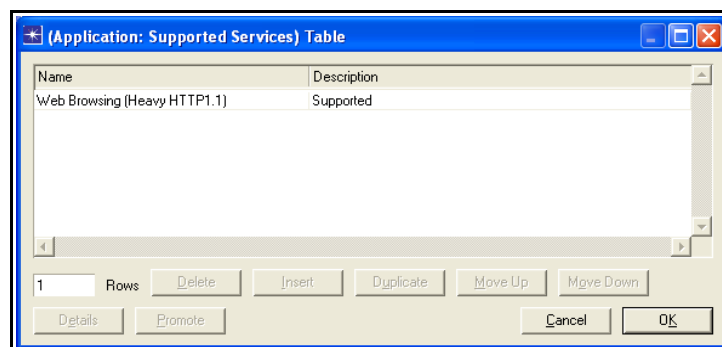 (Application: Supported Services) Table
Name Description
Web Browsing (Heavy HTTP1.1) Supported
1 Rows Delete Insert Duplicate Move Up Move Down
Details Promote Cancel OK